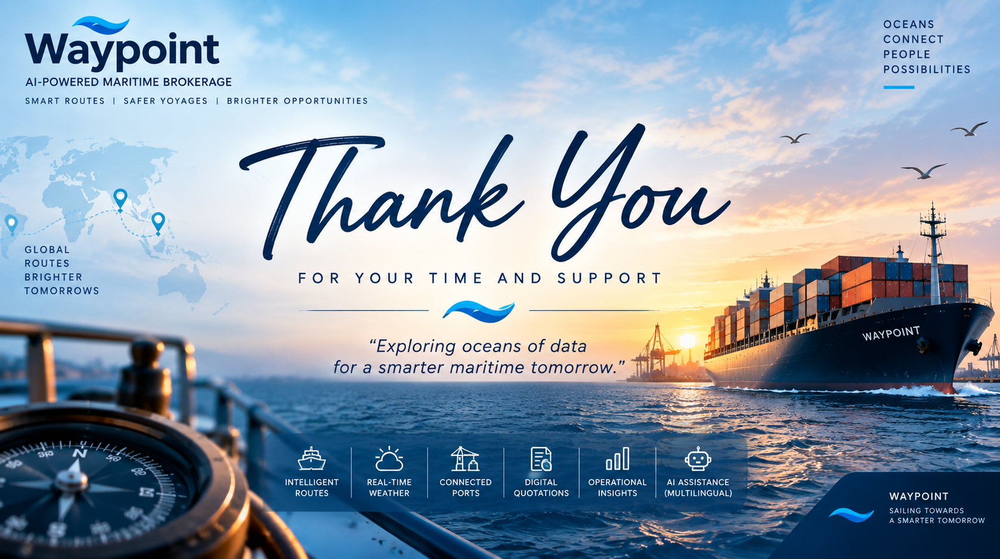 Waypoint
AI-POWERED MARITIME BROKERAGE
SMART ROUTES | SAFER YOYAGES | BRIGHTER OPPORTUNITIES
OCEANS
CONNECT
PEOPLE
POSSIBILITIES
Thank You
FOR YOUR TIME AND SUPPORT
GLOBAL
ROUTES
BRIGHTER
TOMORROWS
“Exploring oceans of data
for a smarter maritime tomorrow.”
WAYPOINT
N
INTELLIGENT
ROUTES
REAL-TIME
WEATHER
CONNECTED
PORTS
DIGITAL
QUOTATIONS
OPERATIONAL
INSIGHTS
AI ASSISTANCE
(MULTILINGUAL)
WAYPOINT
SAILING TOWARDS
A SMARTER TOMORROW